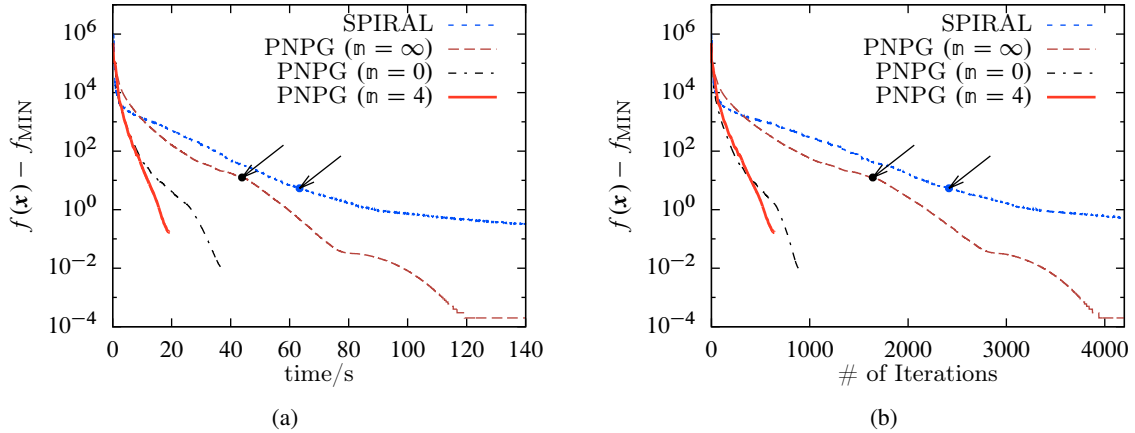 SPIRAL
PNPG (𝕟 = ∞)
PNPG (𝕟 = 0)
PNPG (𝕟 = 4)
f(x) − f_MIN
10^6
10^4
10^2
10^0
10^−2
10^−4
0 20 40 60 80 100 120 140
time/s
(a)
SPIRAL
PNPG (𝕟 = ∞)
PNPG (𝕟 = 0)
PNPG (𝕟 = 4)
f(x) − f_MIN
10^6
10^4
10^2
10^0
10^−2
10^−4
0 1000 2000 3000 4000
# of Iterations
(b)